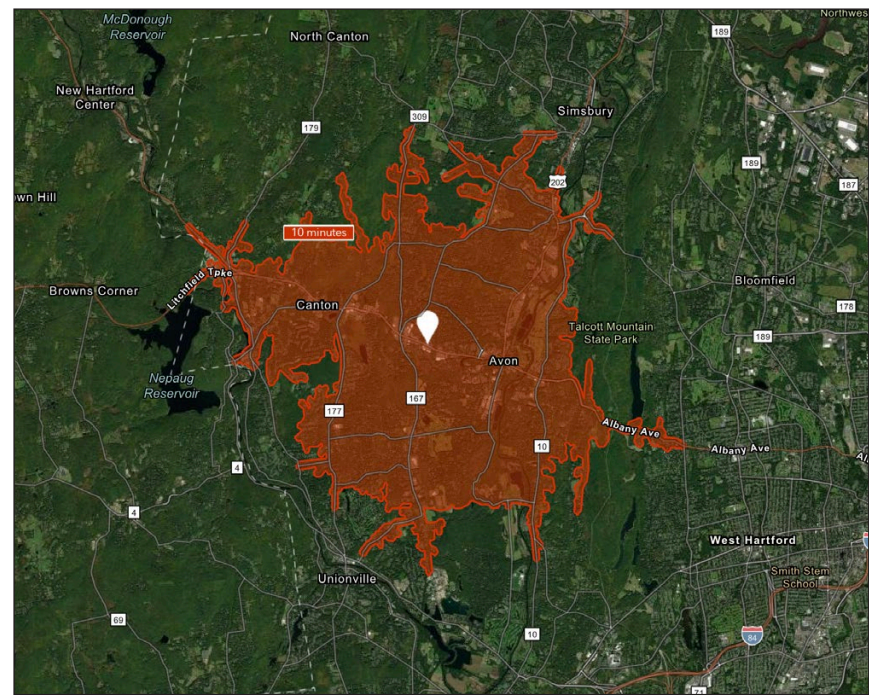 McDonough
Reservoir
North Canton
189
Northwes
New Hartford
Center
309
Simsbury
179
189
187
202
own Hill
10 minutes
Litchfield Tpke
Browns Corner
Canton
Bloomfield
178
Talcott Mountain
State Park
189
Avon
Nepaug
Reservoir
177
167
Albany Ave
10
Albany Ave
4
4
West Hartford
Unionville
Smith Stem
School
69
10
84
71